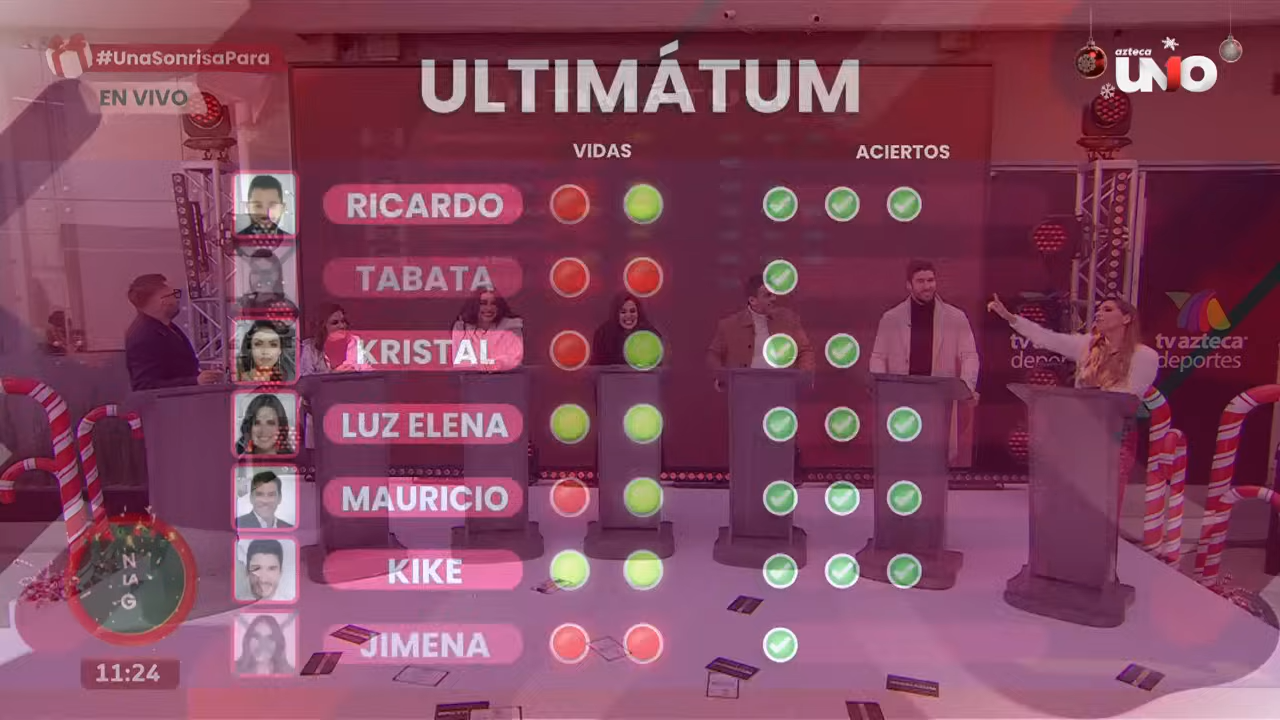 #UnaSonrisaPara
EN VIVO
ULTIMÁTUM
azteca
UNO
VIDAS
ACIERTOS
RICARDO
TABATA
KRISTAL
LUZ ELENA
MAURICIO
KIKE
JIMENA
tv azteca
deportes
tv azteca
depor
11:24